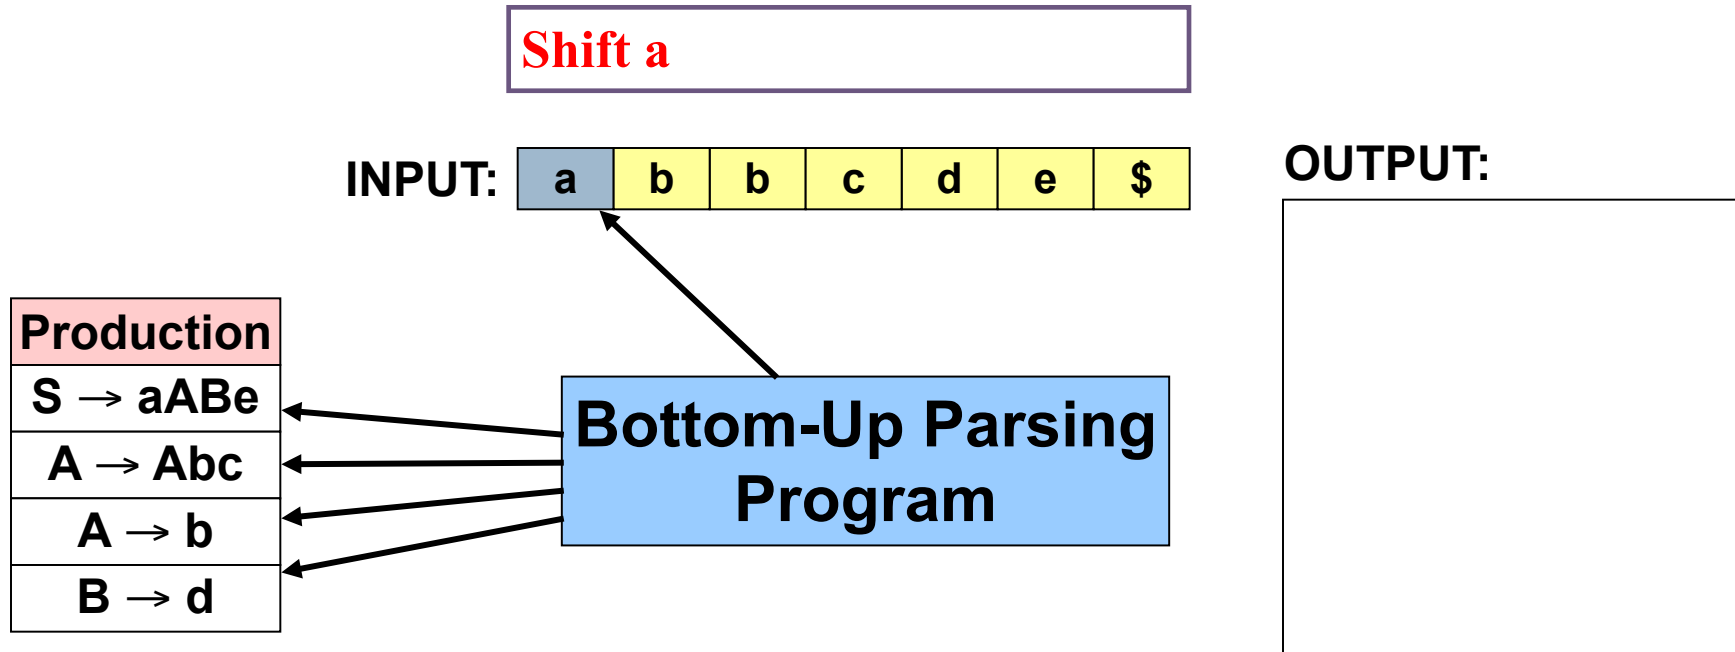 Shift a
INPUT: a b b c d e $
OUTPUT:
Production
S → aABe
A → Abc
A → b
B → d
Bottom-Up Parsing
Program